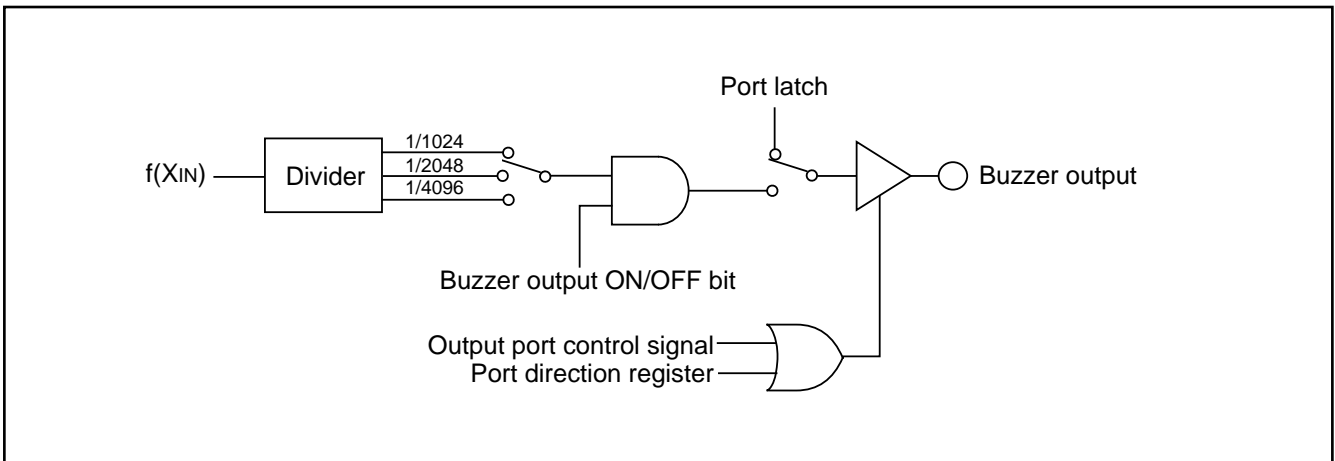 Port latch
1/1024
1/2048
1/4096
f(XIN)
Divider
Buzzer output
Buzzer output ON/OFF bit
Output port control signal
Port direction register